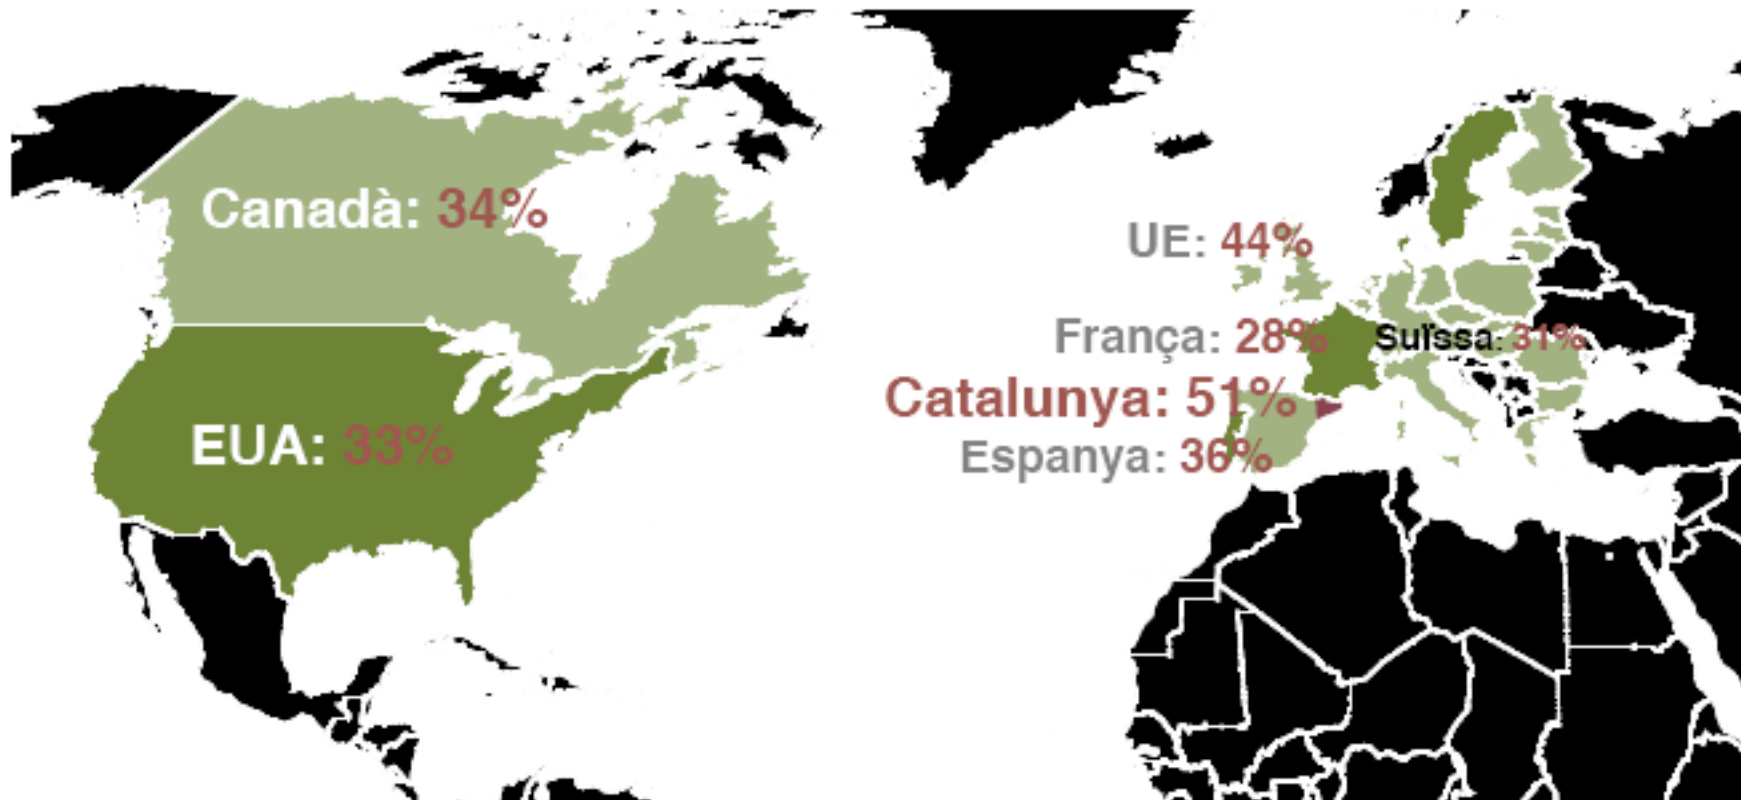 Canadà: 34%
UE: 44%
França: 28%
Suïssa: 31%
Catalunya: 51%
EUA: 33%
Espanya: 36%